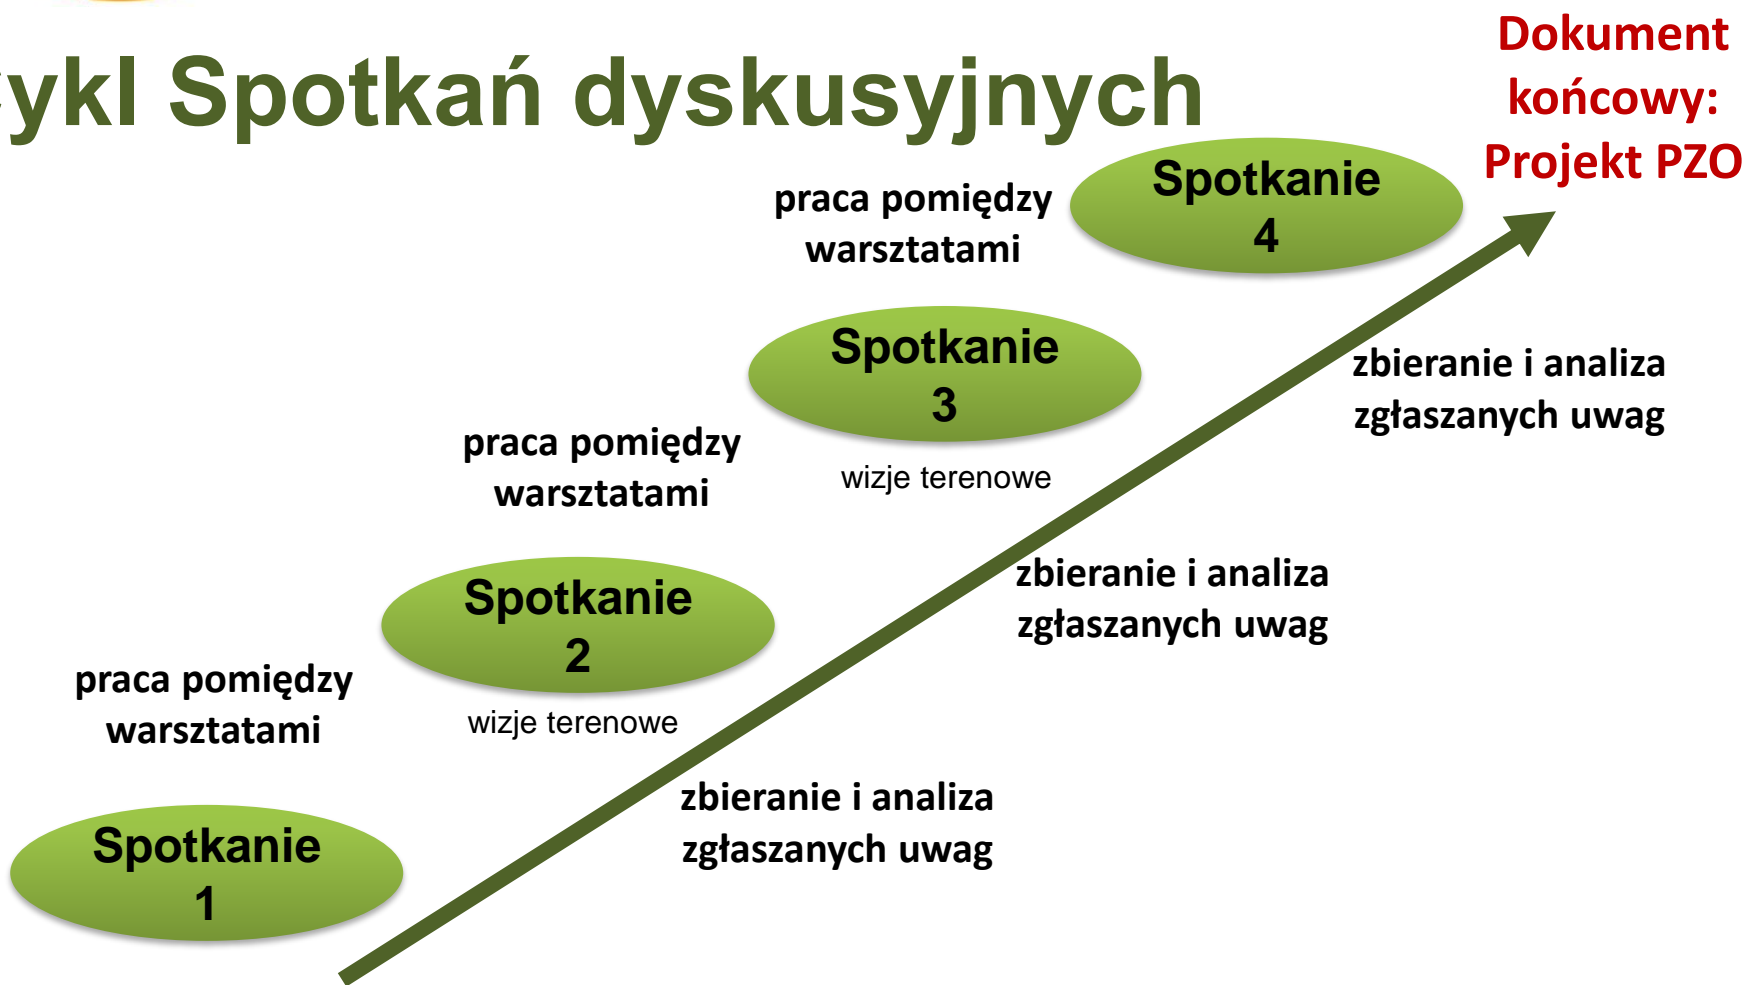 ykl Spotkań dyskusyjnych
Dokument
końcowy:
Projekt PZO
praca pomiędzy
warsztatami
Spotkanie
4
Spotkanie
3
zbieranie i analiza
zgłaszanych uwag
praca pomiędzy
warsztatami
wizje terenowe
Spotkanie
2
zbieranie i analiza
zgłaszanych uwag
praca pomiędzy
warsztatami
wizje terenowe
zbieranie i analiza
zgłaszanych uwag
Spotkanie
1